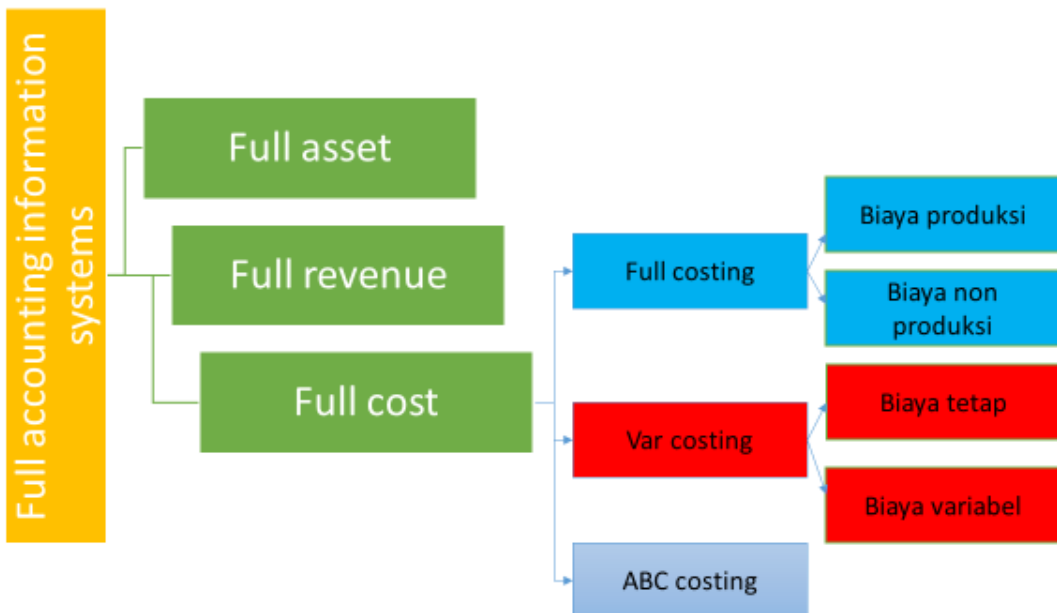 Full accounting information
systems
Full asset
Full revenue
Full cost
Full costing
Biaya produksi
Biaya non
produksi
Var costing
Biaya tetap
Biaya variabel
ABC costing